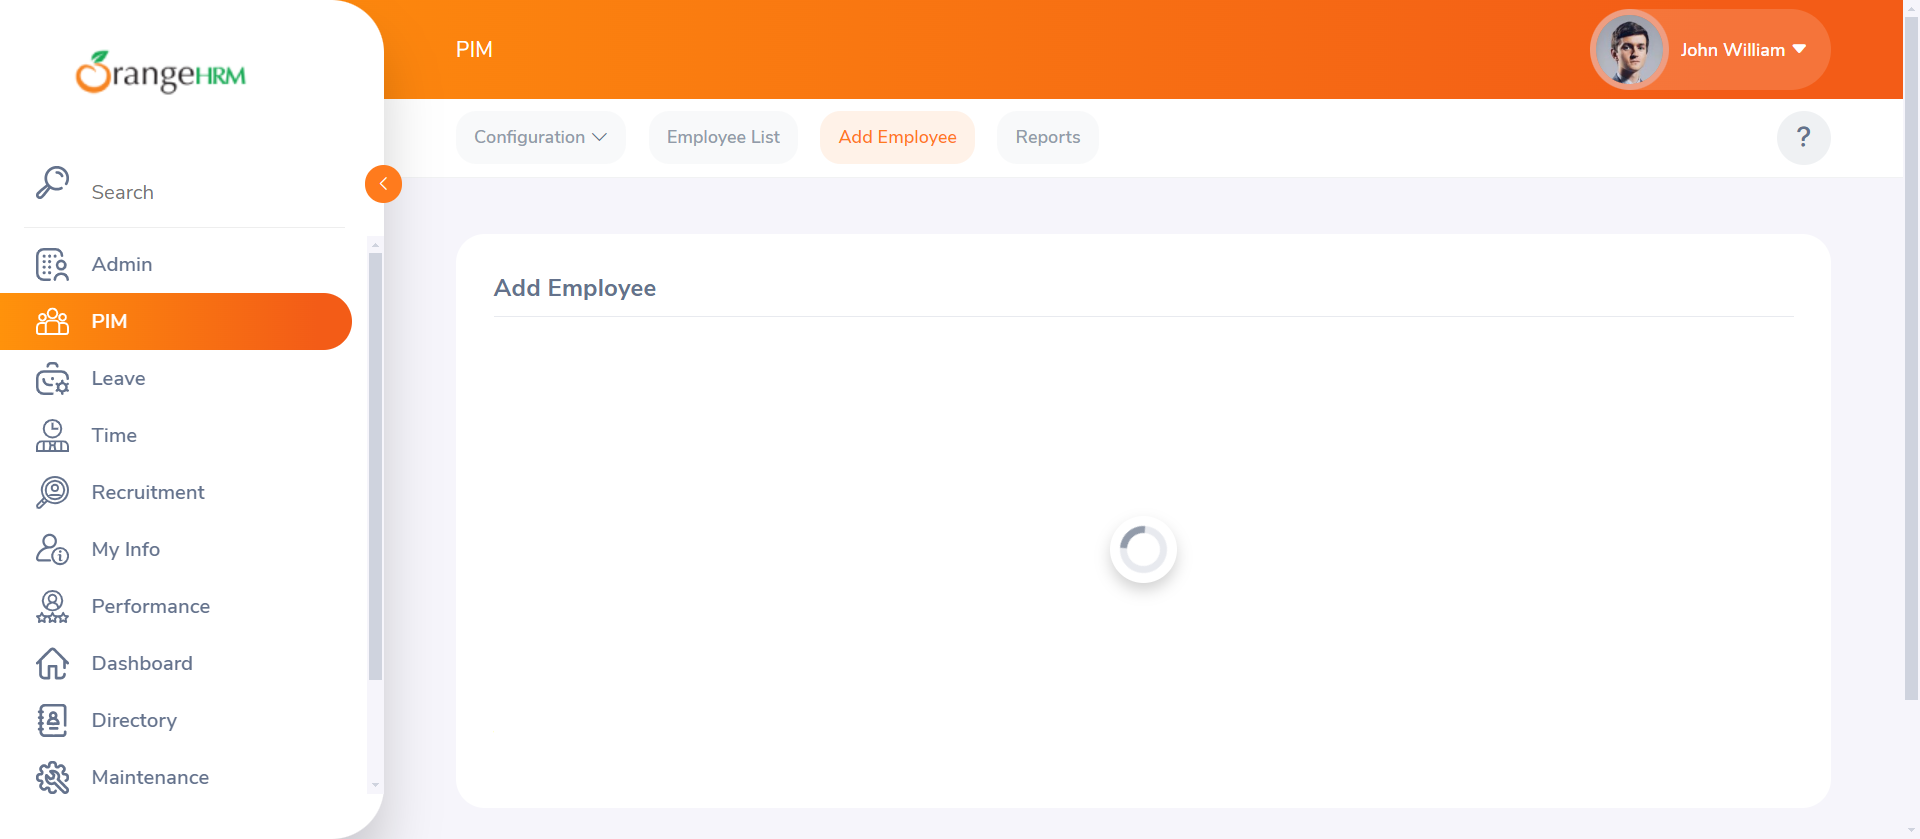 OrangeHRM
Search
Admin
PIM
Leave
Time
Recruitment
My Info
Performance
Dashboard
Directory
Maintenance
PIM
John William
Configuration
Employee List
Add Employee
Reports
?
Add Employee